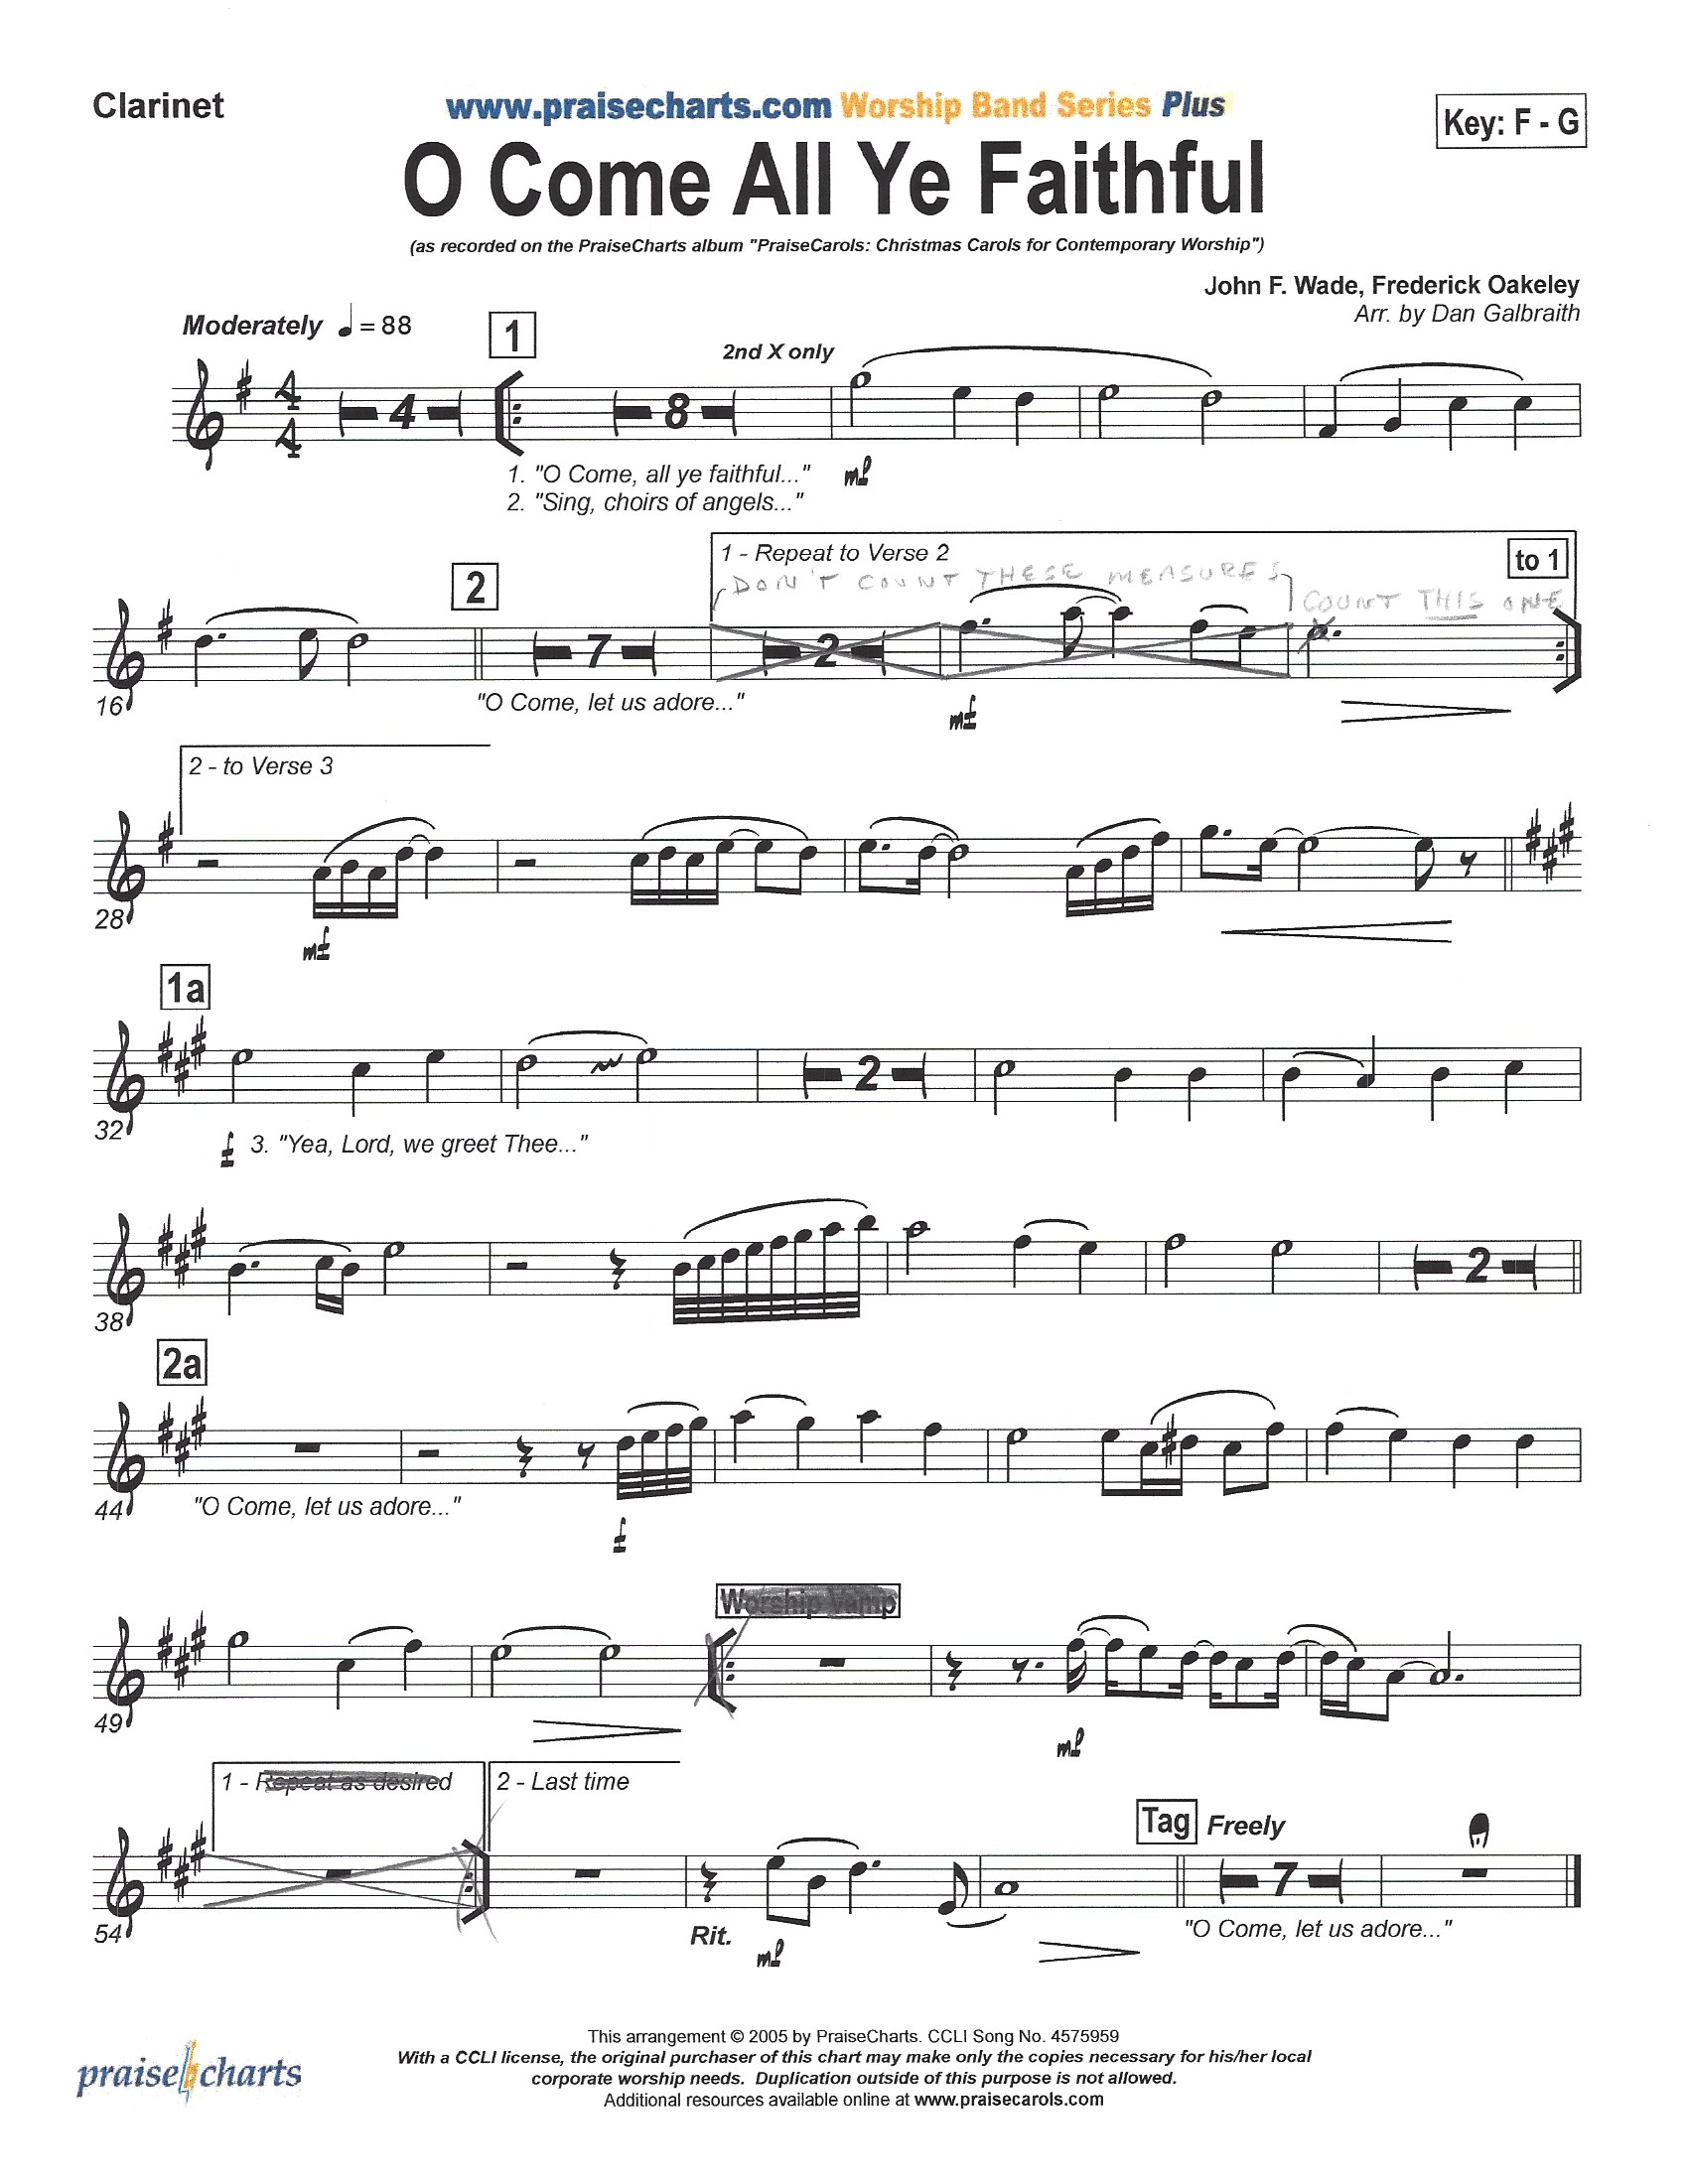 Clarinet
www.praisecharts.com Worship Band Series Plus
Key: F - G
O Come All Ye Faithful
(as recorded on the PraiseCharts album "PraiseCarols: Christmas Carols for Contemporary Worship")
John F. Wade, Frederick Oakeley
Arr. by Dan Galbraith
Moderately ♩ = 88
1
2nd X only
4
4
4
8
1. "O Come, all ye faithful..."
mf
2. "Sing, choirs of angels..."
1 - Repeat to Verse 2
to 1
DON'T COUNT THESE MEASURES
COUNT THIS ONE
2
7
2
16
"O Come, let us adore..."
mf
2 - to Verse 3
28
mf
1a
2
32
f 3. "Yea, Lord, we greet Thee..."
2
38
2a
44
"O Come, let us adore..."
f
Worship Vamp
49
mf
1 - Repeat as desired
2 - Last time
Tag
Freely
7
54
Rit.
mf
"O Come, let us adore..."
This arrangement © 2005 by PraiseCharts. CCLI Song No. 4575959
With a CCLI license, the original purchaser of this chart may make only the copies necessary for his/her local
corporate worship needs. Duplication outside of this purpose is not allowed.
Additional resources available online at www.praisecarols.com
praisecharts